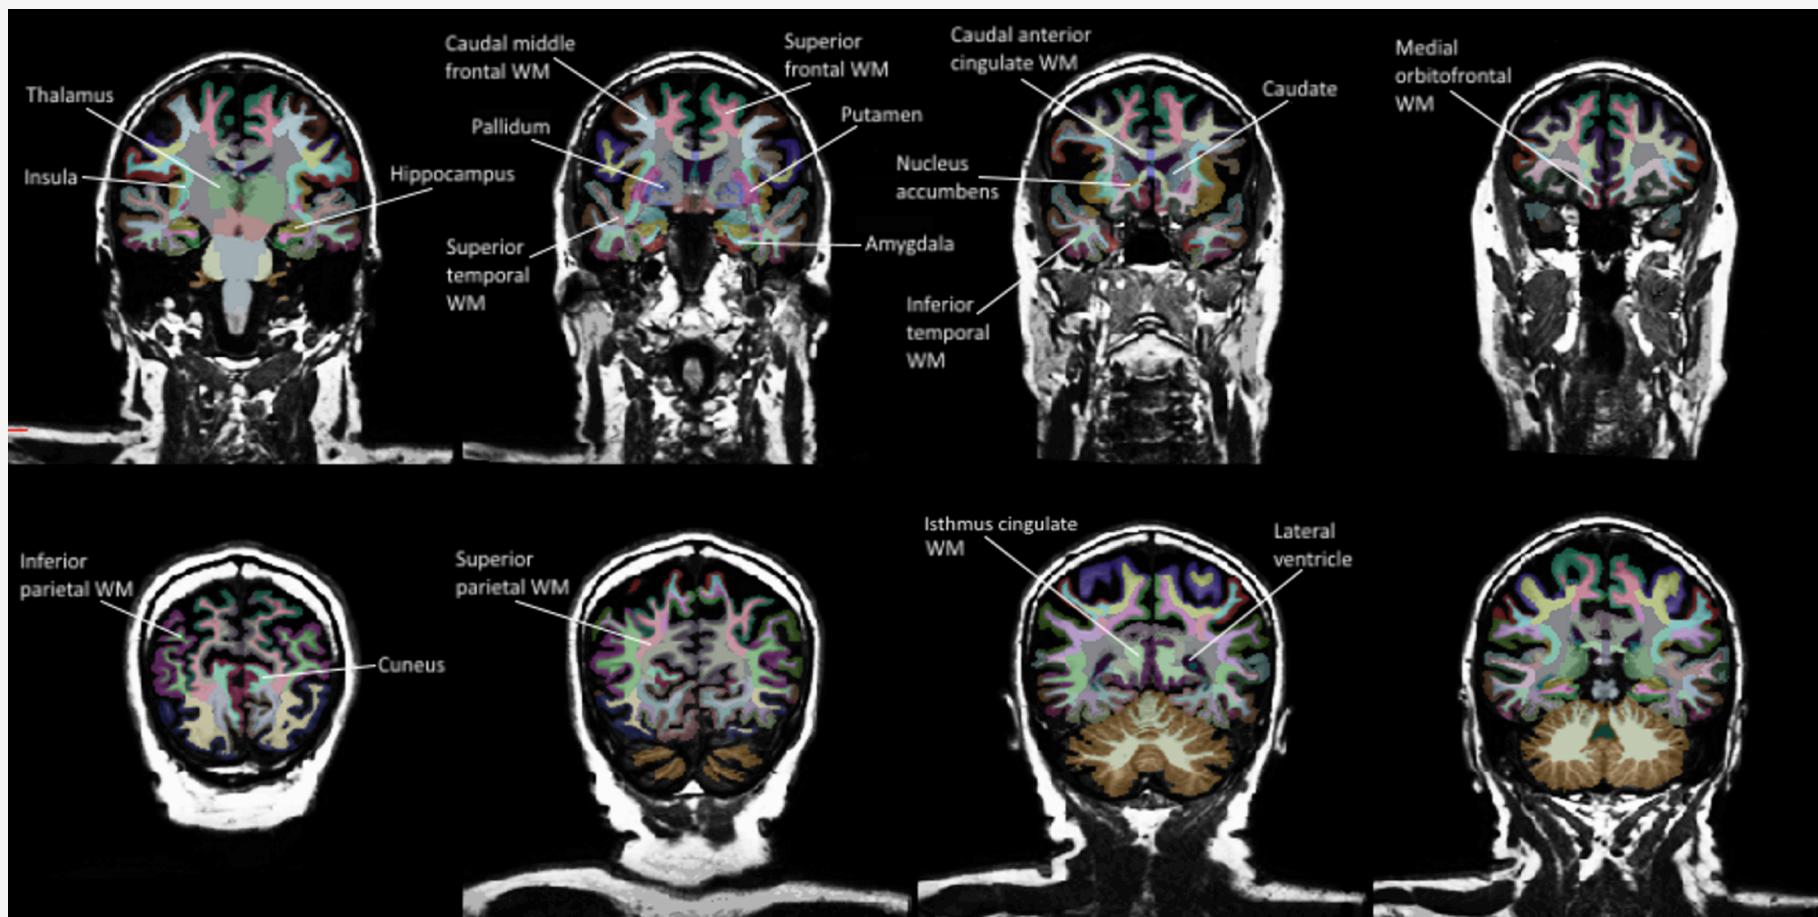 Thalamus
Insula
Hippocampus
Caudal middle
frontal WM
Superior
frontal WM
Pallidum
Putamen
Superior
temporal
WM
Amygdala
Caudal anterior
cingulate WM
Caudate
Nucleus
accumbens
Inferior
temporal
WM
Medial
orbitofrontal
WM
Inferior
parietal WM
Cuneus
Superior
parietal WM
Isthmus cingulate
WM
Lateral
ventricle